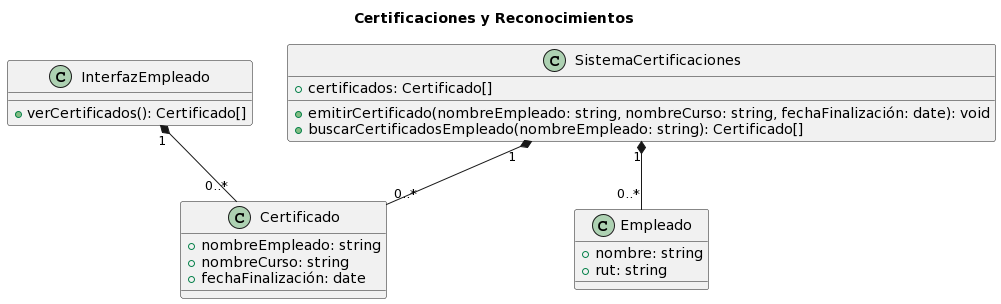 Certificaciones y Reconocimientos
C InterfazEmpleado
verCertificados(): Certificado[]
C SistemaCertificaciones
certificados: Certificado[]
emitirCertificado(nombreEmpleado: string, nombreCurso: string, fechaFinalización: date): void
buscarCertificadosEmpleado(nombreEmpleado: string): Certificado[]
1
1
1
0..*
0..*
0..*
C Certificado
nombreEmpleado: string
nombreCurso: string
fechaFinalización: date
C Empleado
nombre: string
rut: string